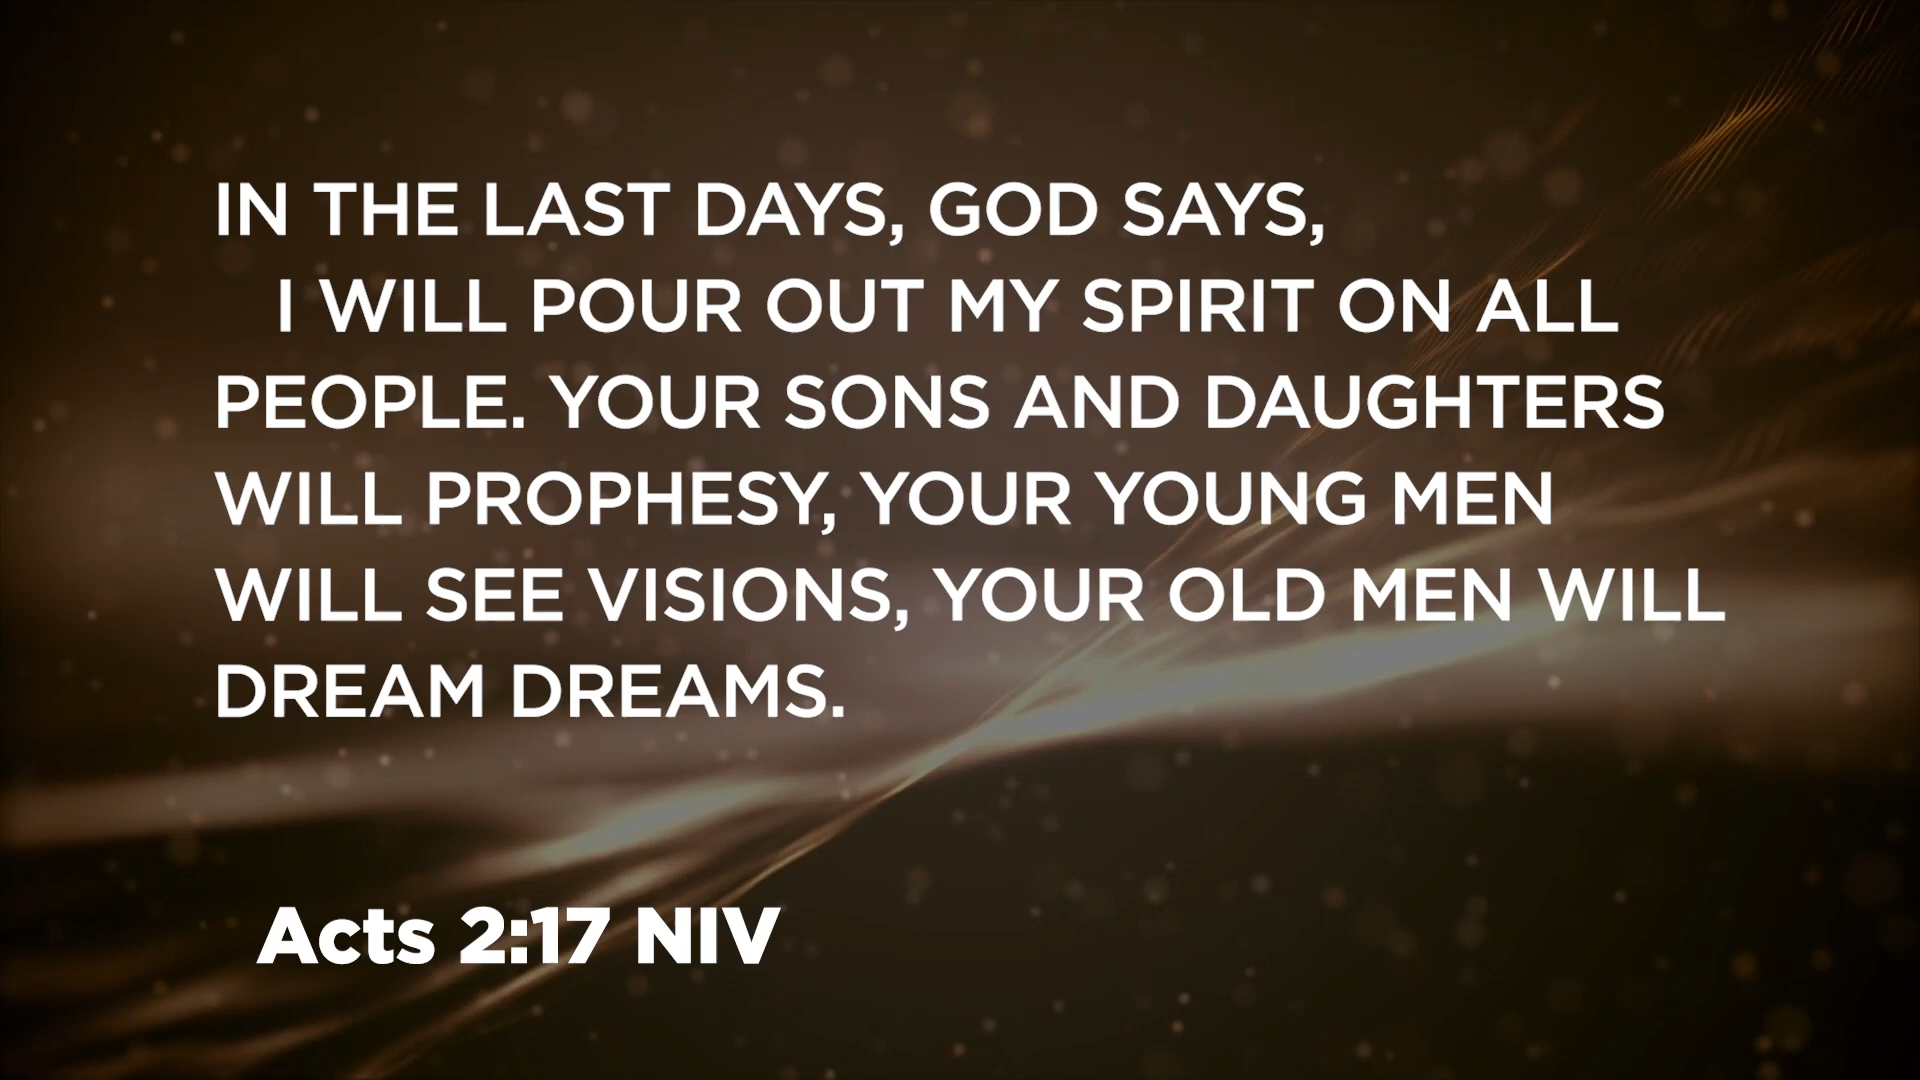 IN THE LAST DAYS, GOD SAYS,
I WILL POUR OUT MY SPIRIT ON ALL
PEOPLE. YOUR SONS AND DAUGHTERS
WILL PROPHESY, YOUR YOUNG MEN
WILL SEE VISIONS, YOUR OLD MEN WILL
DREAM DREAMS.
Acts 2:17 NIV